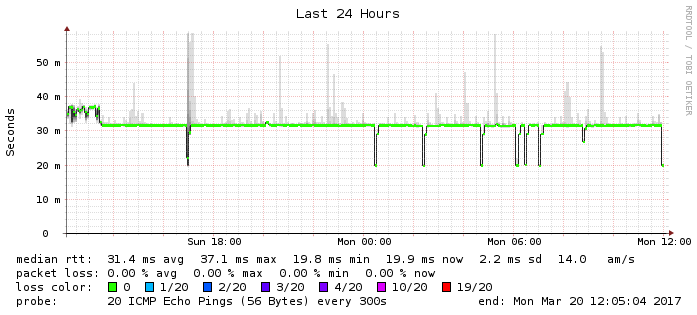 Last 24 Hours
RRDTOOL / TOBI OETIKER
Seconds
50 m
40 m
30 m
20 m
10 m
0
Sun 18:00 Mon 00:00 Mon 06:00 Mon 12:00
median rtt: 31.4 ms avg 37.1 ms max 19.8 ms min 19.9 ms now 2.2 ms sd 14.0 am/s
packet loss: 0.00 % avg 0.00 % max 0.00 % min 0.00 % now
loss color: 0 1/20 2/20 3/20 4/20 10/20 19/20
probe: 20 ICMP Echo Pings (56 Bytes) every 300s end: Mon Mar 20 12:05:04 2017